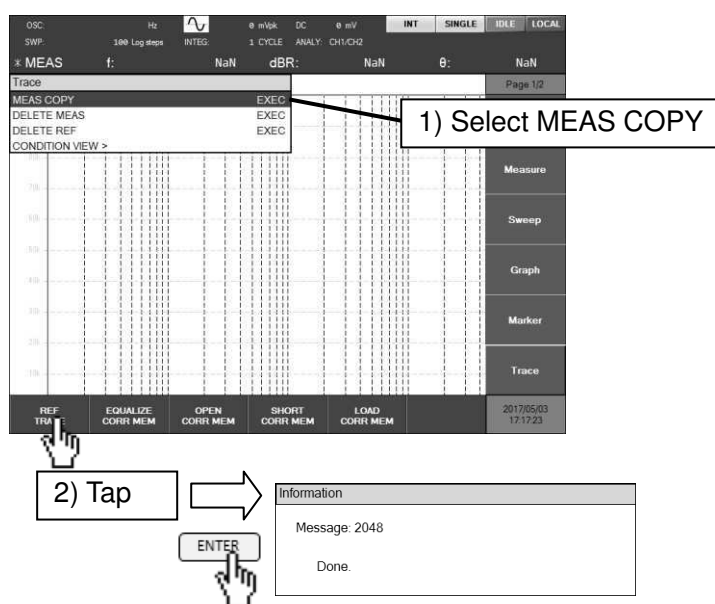 OSC: Hz 0 mVpk DC 0 mV INT SINGLE IDLE LOCAL
SWP: 100 Log steps INTEG: 1 CYCLE ANALY: CH1/CH2
* MEAS f: NaN dBR: NaN θ: NaN
Trace
Page 1/2
MEAS COPY EXEC
DELETE MEAS EXEC
DELETE REF EXEC
CONDITION VIEW >
1) Select MEAS COPY
Measure
Sweep
Graph
Marker
Trace
REF EQUALIZE OPEN SHORT LOAD 2017/05/03
CORR MEM CORR MEM CORR MEM CORR MEM 17:17:23
2) Tap
Information
Message: 2048
Done.
ENTER